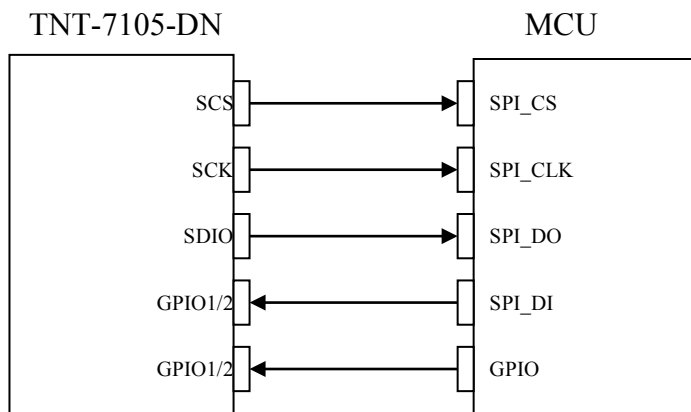 TNT-7105-DN MCU
SCS SPI_CS
SCK SPI_CLK
SDIO SPI_DO
GPIO1/2 SPI_DI
GPIO1/2 GPIO